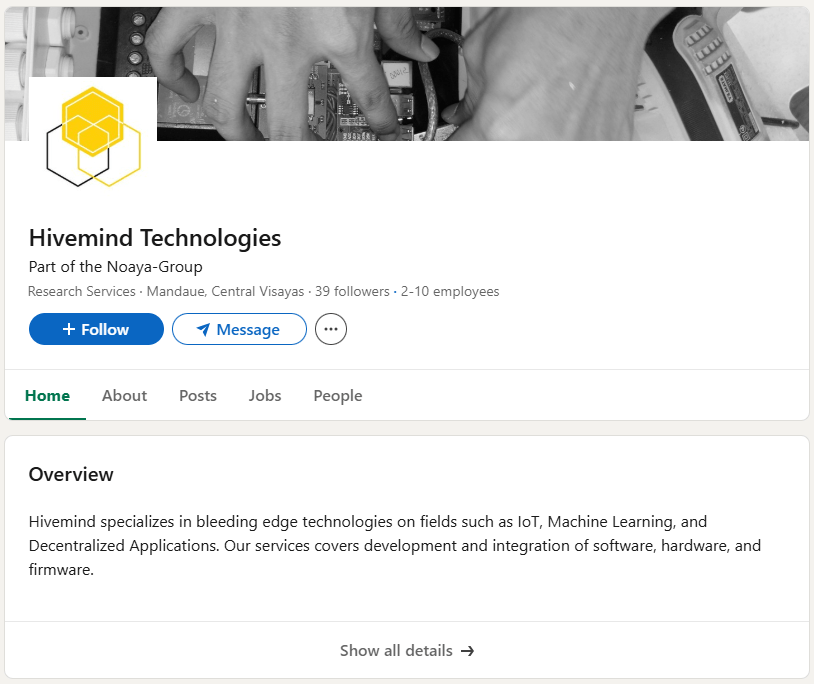 Hivemind Technologies
Part of the Noaya-Group
Research Services · Mandaue, Central Visayas · 39 followers · 2-10 employees
+ Follow
Message
···
Home About Posts Jobs People
Overview
Hivemind specializes in bleeding edge technologies on fields such as IoT, Machine Learning, and
Decentralized Applications. Our services covers development and integration of software, hardware, and
firmware.
Show all details →